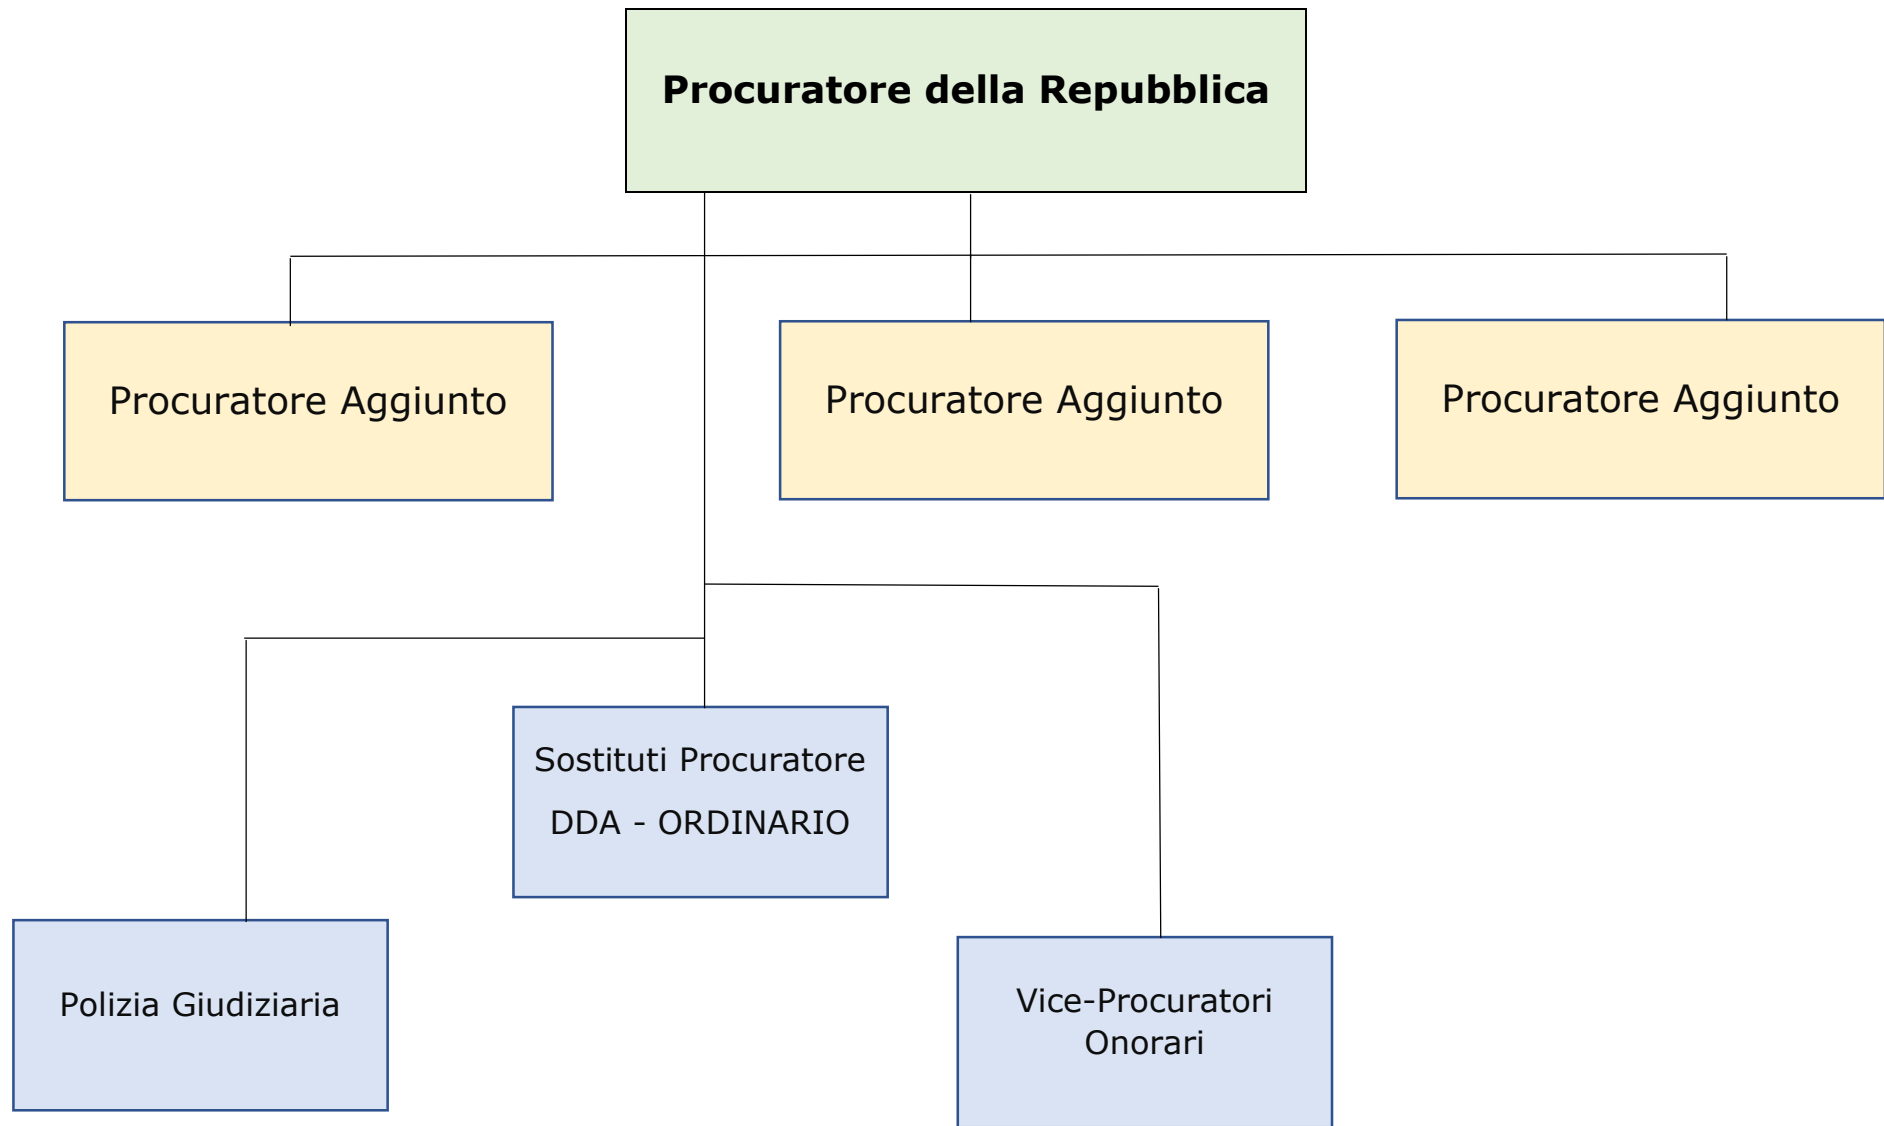 Procuratore della Repubblica
Procuratore Aggiunto
Procuratore Aggiunto
Procuratore Aggiunto
Sostituti Procuratore
DDA - ORDINARIO
Polizia Giudiziaria
Vice-Procuratori
Onorari